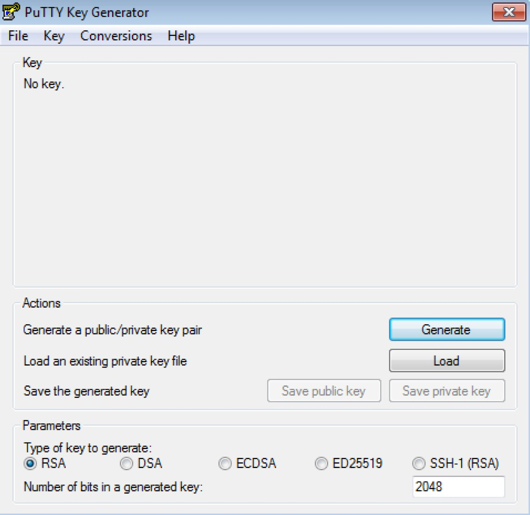 PuTTY Key Generator
File Key Conversions Help
Key
No key.
Actions
Generate a public/private key pair
Generate
Load an existing private key file
Load
Save the generated key
Save public key
Save private key
Parameters
Type of key to generate:
RSA DSA ECDSA ED25519 SSH-1 (RSA)
Number of bits in a generated key:
2048